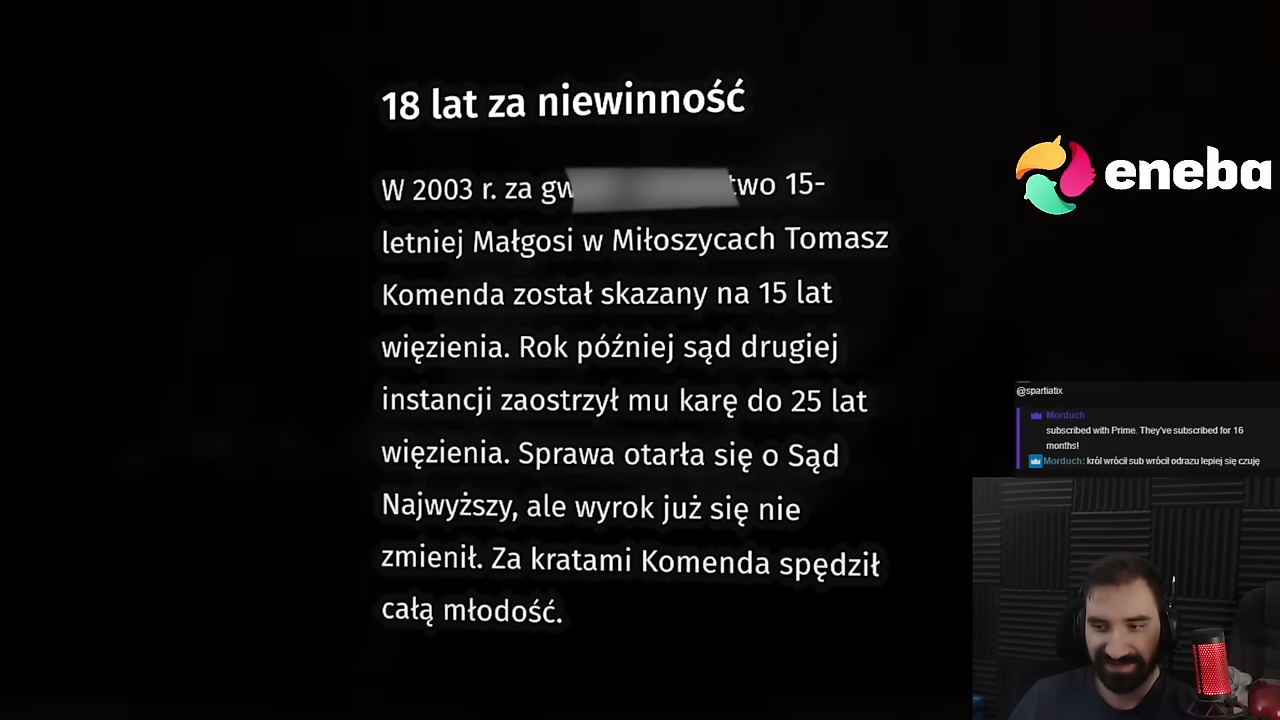 18 lat za niewinność
W 2003 r. za 15-
letniej Małgosi w Miłoszycach Tomasz
Komenda został skazany na 15 lat
więzienia. Rok później sąd drugiej
instancji zaostrzył mu karę do 25 lat
więzienia. Sprawa otarła się o Sąd
Najwyższy, ale wyrok już się nie
zmienił. Za kratami Komenda spędził
całą młodość.
eneba
@spartiatix
Morduch
subscribed with Prime. They've subscribed for 16
months!
Morduch: król wrócił sub wrócił odrazu lepiej się czuję